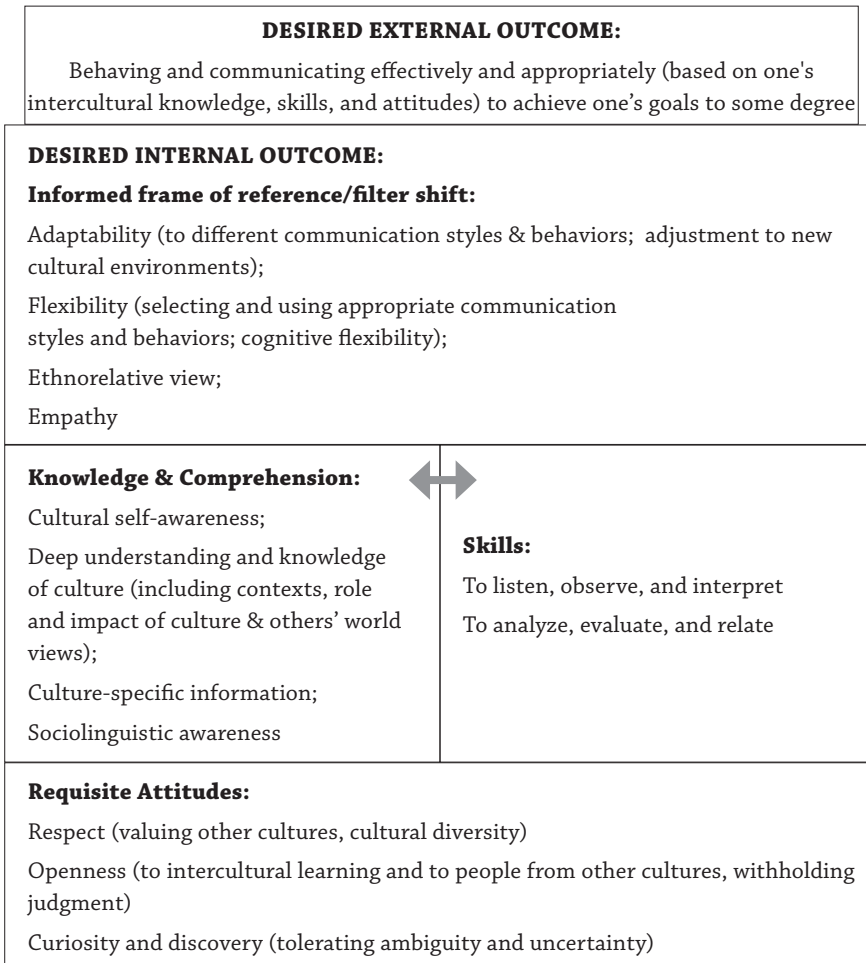 DESIRED EXTERNAL OUTCOME:
Behaving and communicating effectively and appropriately (based on one's
intercultural knowledge, skills, and attitudes) to achieve one’s goals to some degree
DESIRED INTERNAL OUTCOME:
Informed frame of reference/filter shift:
Adaptability (to different communication styles & behaviors; adjustment to new
cultural environments);
Flexibility (selecting and using appropriate communication
styles and behaviors; cognitive flexibility);
Ethnorelative view;
Empathy
Knowledge & Comprehension:
Cultural self-awareness;
Deep understanding and knowledge
of culture (including contexts, role
and impact of culture & others’ world
views);
Culture-specific information;
Sociolinguistic awareness
Skills:
To listen, observe, and interpret
To analyze, evaluate, and relate
Requisite Attitudes:
Respect (valuing other cultures, cultural diversity)
Openness (to intercultural learning and to people from other cultures, withholding
judgment)
Curiosity and discovery (tolerating ambiguity and uncertainty)